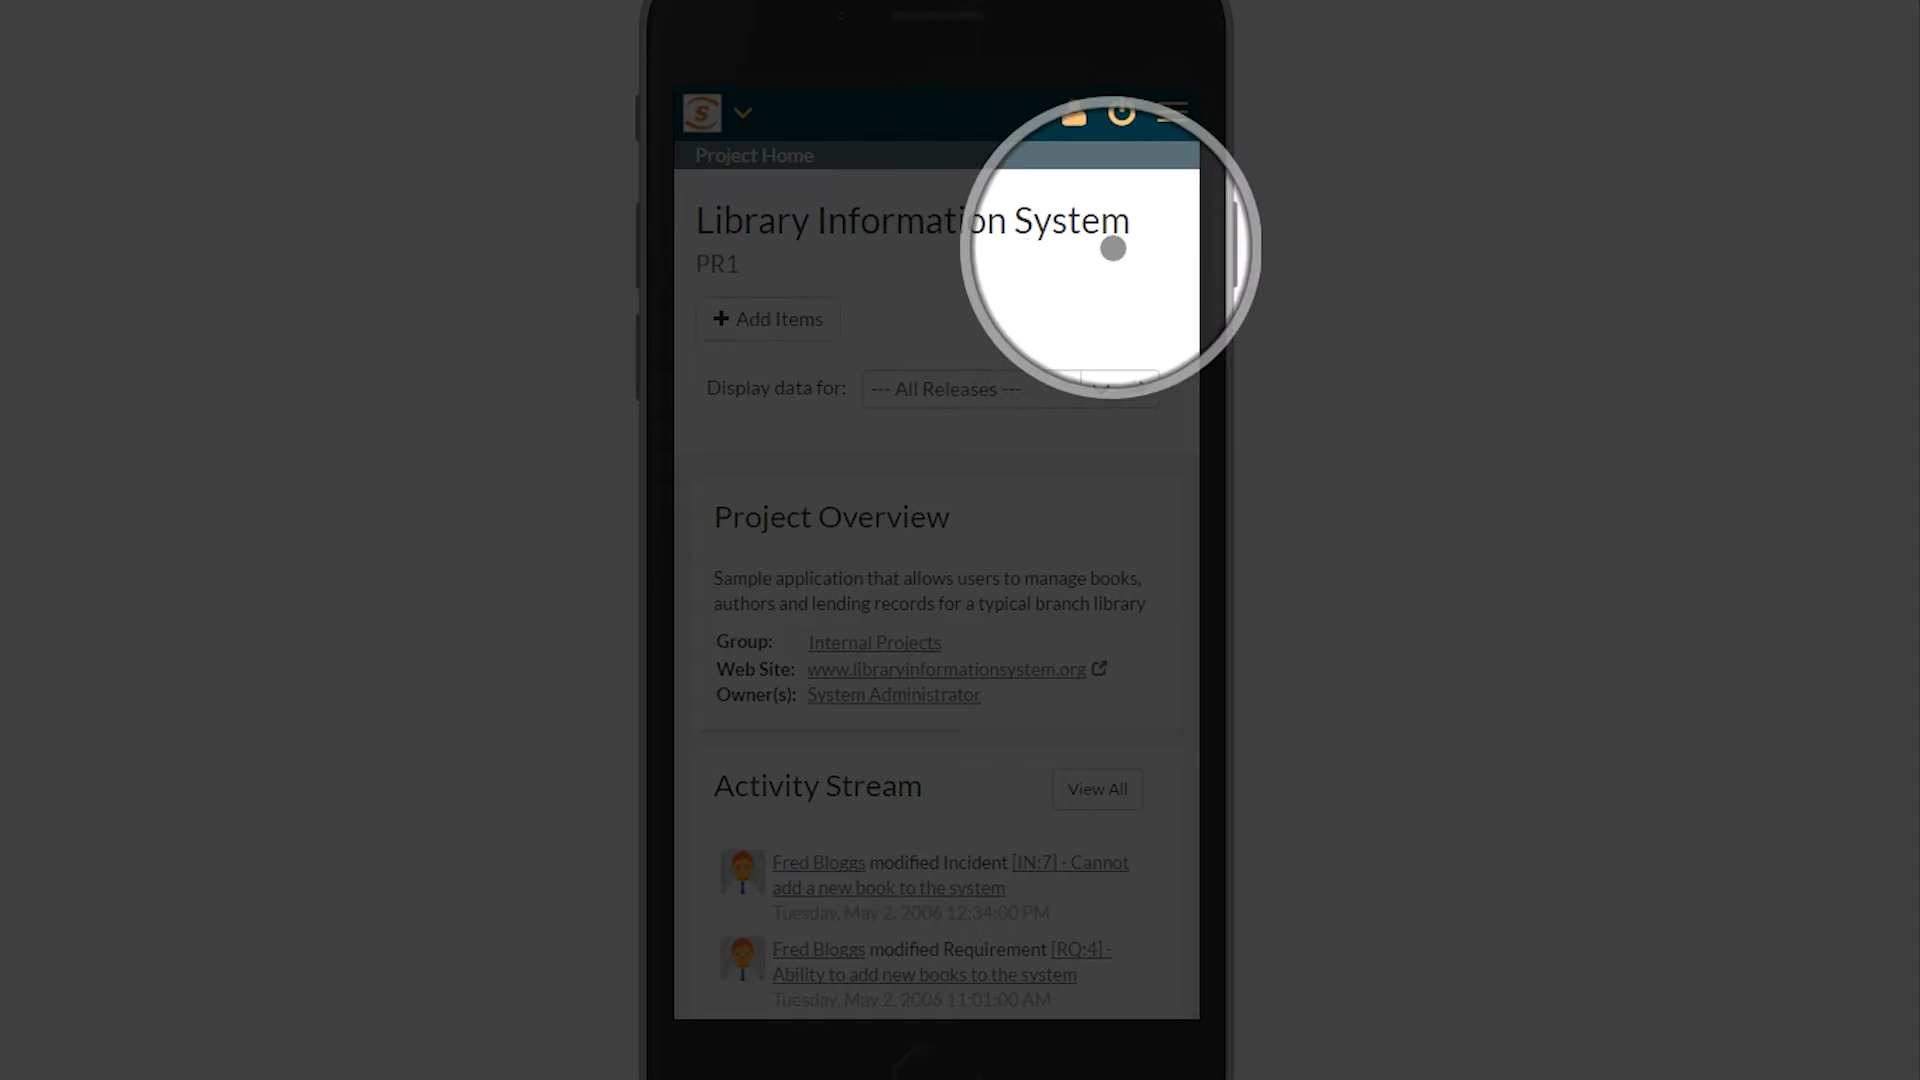 S
Project Home
Library Information System
PR1
Add Items
Display data for: --- All Releases ---
Project Overview
Sample application that allows users to manage books,
authors and lending records for a typical branch library
Group: Internal Projects
Web Site: www.libraryinformationsystem.org
Owner(s): System Administrator
Activity Stream
View All
Fred Bloggs modified Incident [IN:7] - Cannot
add a new book to the system
Tuesday, May 2, 2006 12:34:00 PM
Fred Bloggs modified Requirement [RQ:4] -
Ability to add new books to the system
Tuesday, May 2, 2006 11:01:00 AM